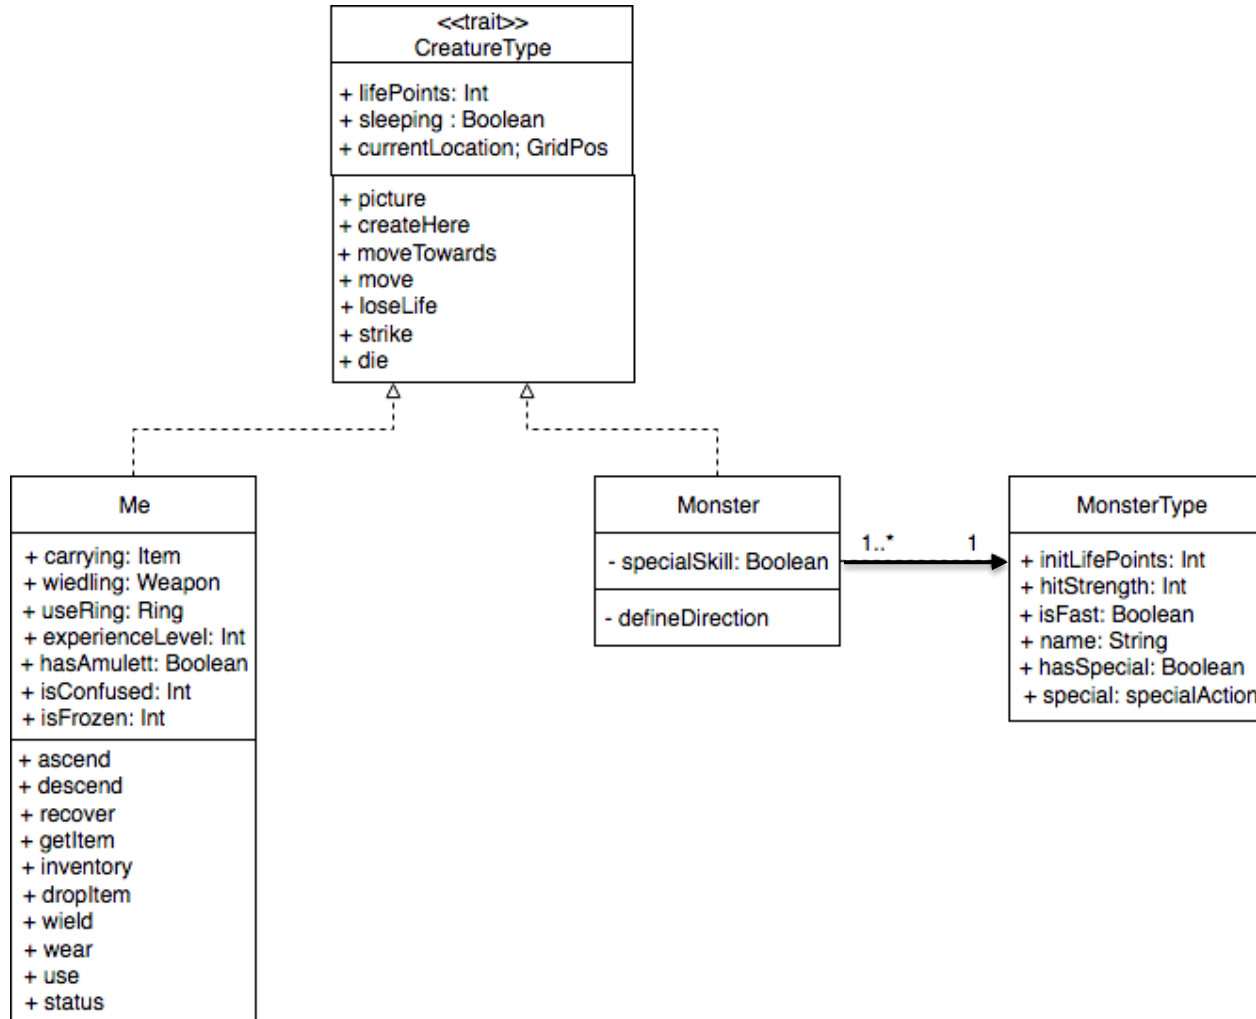 <<trait>>
CreatureType
+ lifePoints: Int
+ sleeping : Boolean
+ currentLocation; GridPos
+ picture
+ createHere
+ moveTowards
+ move
+ loseLife
+ strike
+ die
Me
+ carrying: Item
+ wiedling: Weapon
+ useRing: Ring
+ experienceLevel: Int
+ hasAmulett: Boolean
+ isConfused: Int
+ isFrozen: Int
+ ascend
+ descend
+ recover
+ getItem
+ inventory
+ dropItem
+ wield
+ wear
+ use
+ status
Monster
- specialSkill: Boolean
- defineDirection
1..* 1
MonsterType
+ initLifePoints: Int
+ hitStrength: Int
+ isFast: Boolean
+ name: String
+ hasSpecial: Boolean
+ special: specialAction